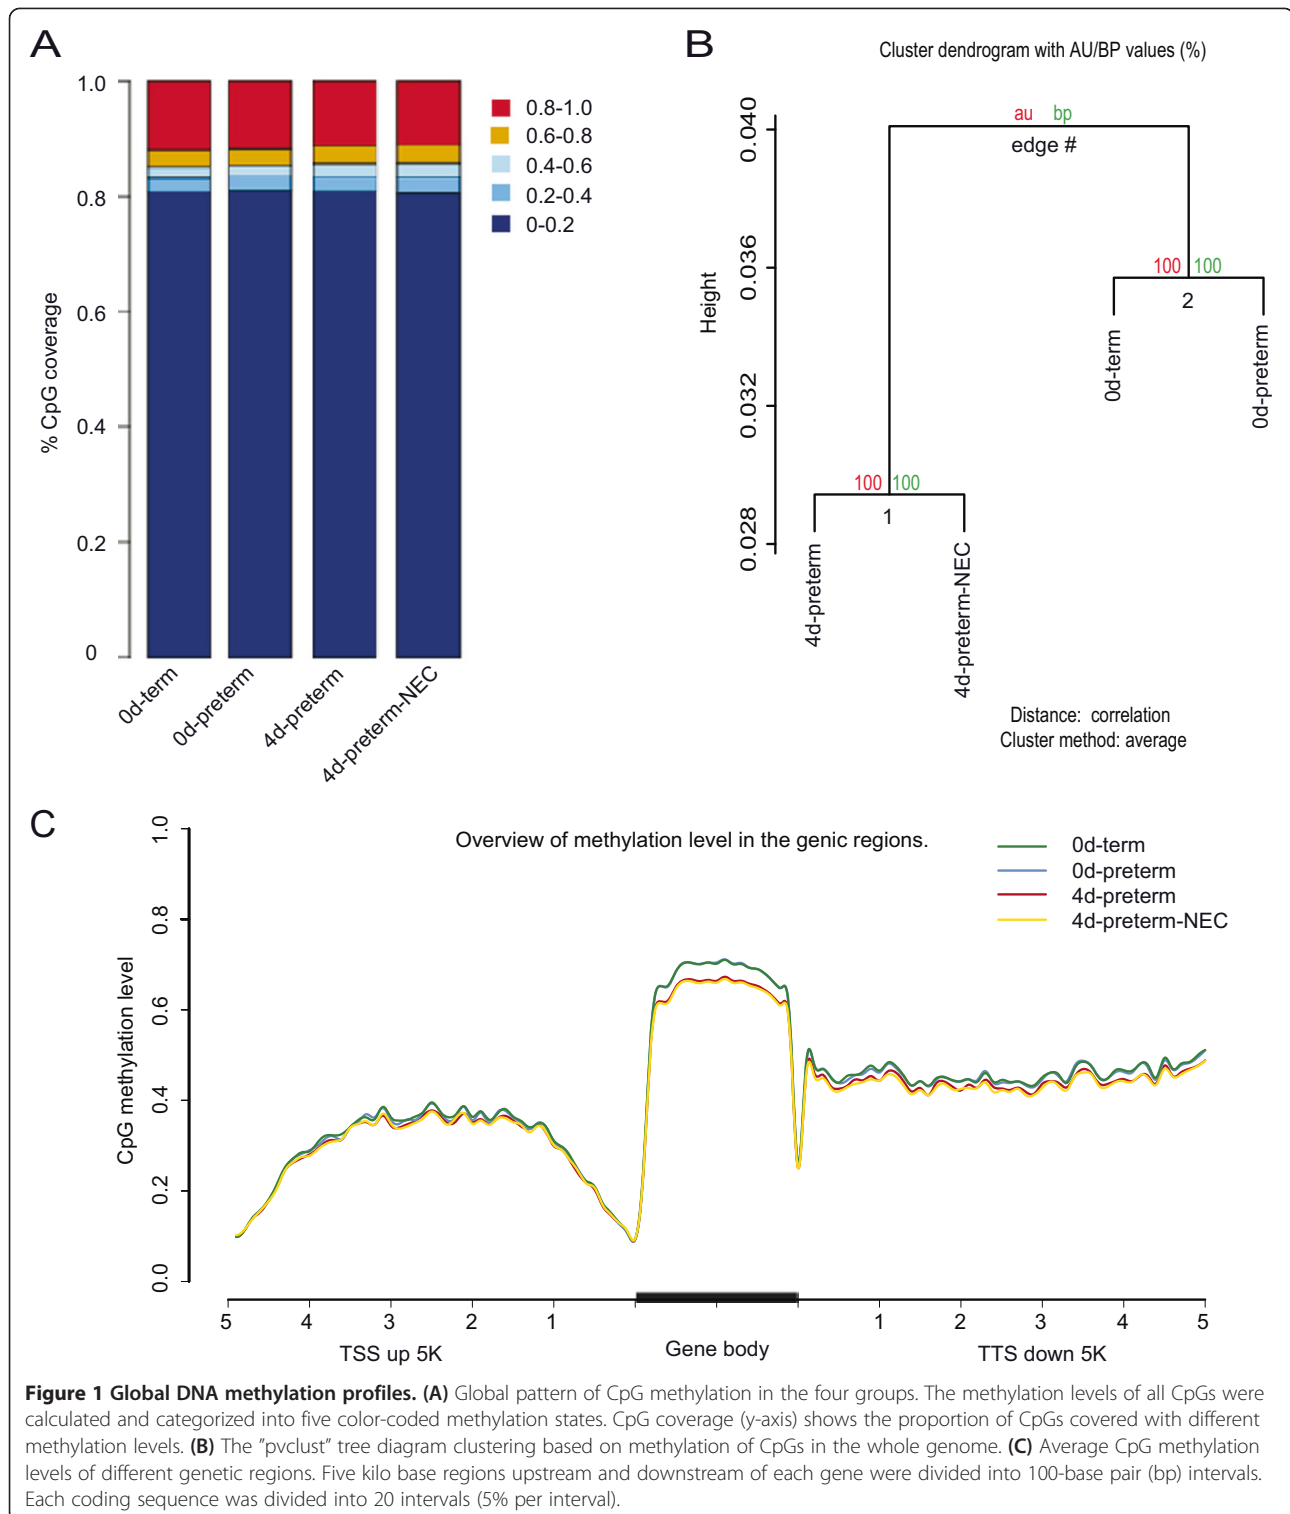 A
1.0
0.8
0.6
0.4
0.2
0
% CpG coverage
0d-term
0d-preterm
4d-preterm
4d-preterm-NEC
0.8-1.0
0.6-0.8
0.4-0.6
0.2-0.4
0-0.2
B
Cluster dendrogram with AU/BP values (%)
0.040
0.036
0.032
0.028
Height
au bp
edge #
100 100
2
0d-term
0d-preterm
100 100
1
4d-preterm
4d-preterm-NEC
Distance: correlation
Cluster method: average
C
Overview of methylation level in the genic regions.
0d-term
0d-preterm
4d-preterm
4d-preterm-NEC
1.0
0.8
0.6
0.4
0.2
0.0
CpG methylation level
5 4 3 2 1 1 2 3 4 5
TSS up 5K Gene body TTS down 5K
Figure 1 Global DNA methylation profiles. (A) Global pattern of CpG methylation in the four groups. The methylation levels of all CpGs were
calculated and categorized into five color-coded methylation states. CpG coverage (y-axis) shows the proportion of CpGs covered with different
methylation levels. (B) The "pvclust" tree diagram clustering based on methylation of CpGs in the whole genome. (C) Average CpG methylation
levels of different genetic regions. Five kilo base regions upstream and downstream of each gene were divided into 100-base pair (bp) intervals.
Each coding sequence was divided into 20 intervals (5% per interval).